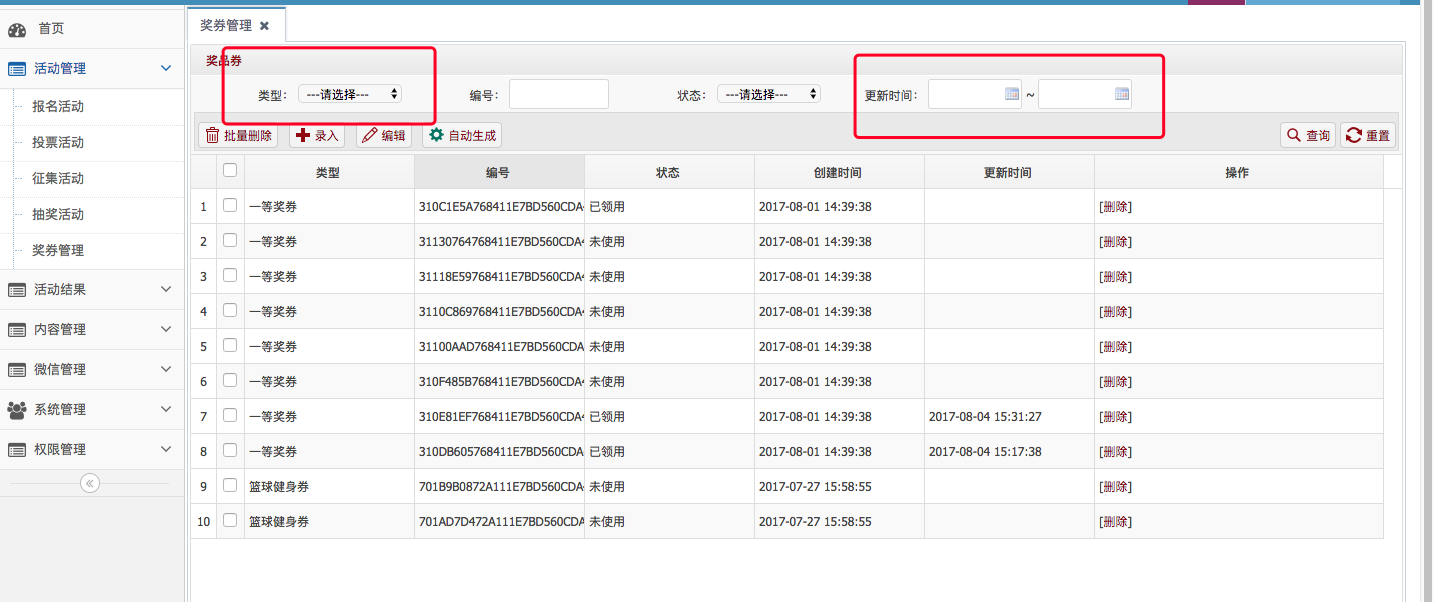 首页
奖券管理
活动管理
报名活动
投票活动
征集活动
抽奖活动
奖券管理
活动结果
内容管理
微信管理
系统管理
权限管理
奖品券
类型: ---请选择--- 编号: 状态: ---请选择--- 更新时间: ~
批量删除 录入 编辑 自动生成 查询 重置
类型 编号 状态 创建时间 更新时间 操作
1 一等奖券 310C1E5A768411E7BD560CDA4 已领用 2017-08-01 14:39:38 [删除]
2 一等奖券 31130764768411E7BD560CDA4 未使用 2017-08-01 14:39:38 [删除]
3 一等奖券 31118E59768411E7BD560CDA4 未使用 2017-08-01 14:39:38 [删除]
4 一等奖券 3110C869768411E7BD560CDA4 未使用 2017-08-01 14:39:38 [删除]
5 一等奖券 31100AAD768411E7BD560CDA 未使用 2017-08-01 14:39:38 [删除]
6 一等奖券 310F485B768411E7BD560CDA4 未使用 2017-08-01 14:39:38 [删除]
7 一等奖券 310E81EF768411E7BD560CDA4 已领用 2017-08-01 14:39:38 2017-08-04 15:31:27 [删除]
8 一等奖券 310DB605768411E7BD560CDA 已领用 2017-08-01 14:39:38 2017-08-04 15:17:38 [删除]
9 篮球健身券 701B9B0872A111E7BD560CDA 未使用 2017-07-27 15:58:55 [删除]
10 篮球健身券 701AD7D472A111E7BD560CDA 未使用 2017-07-27 15:58:55 [删除]